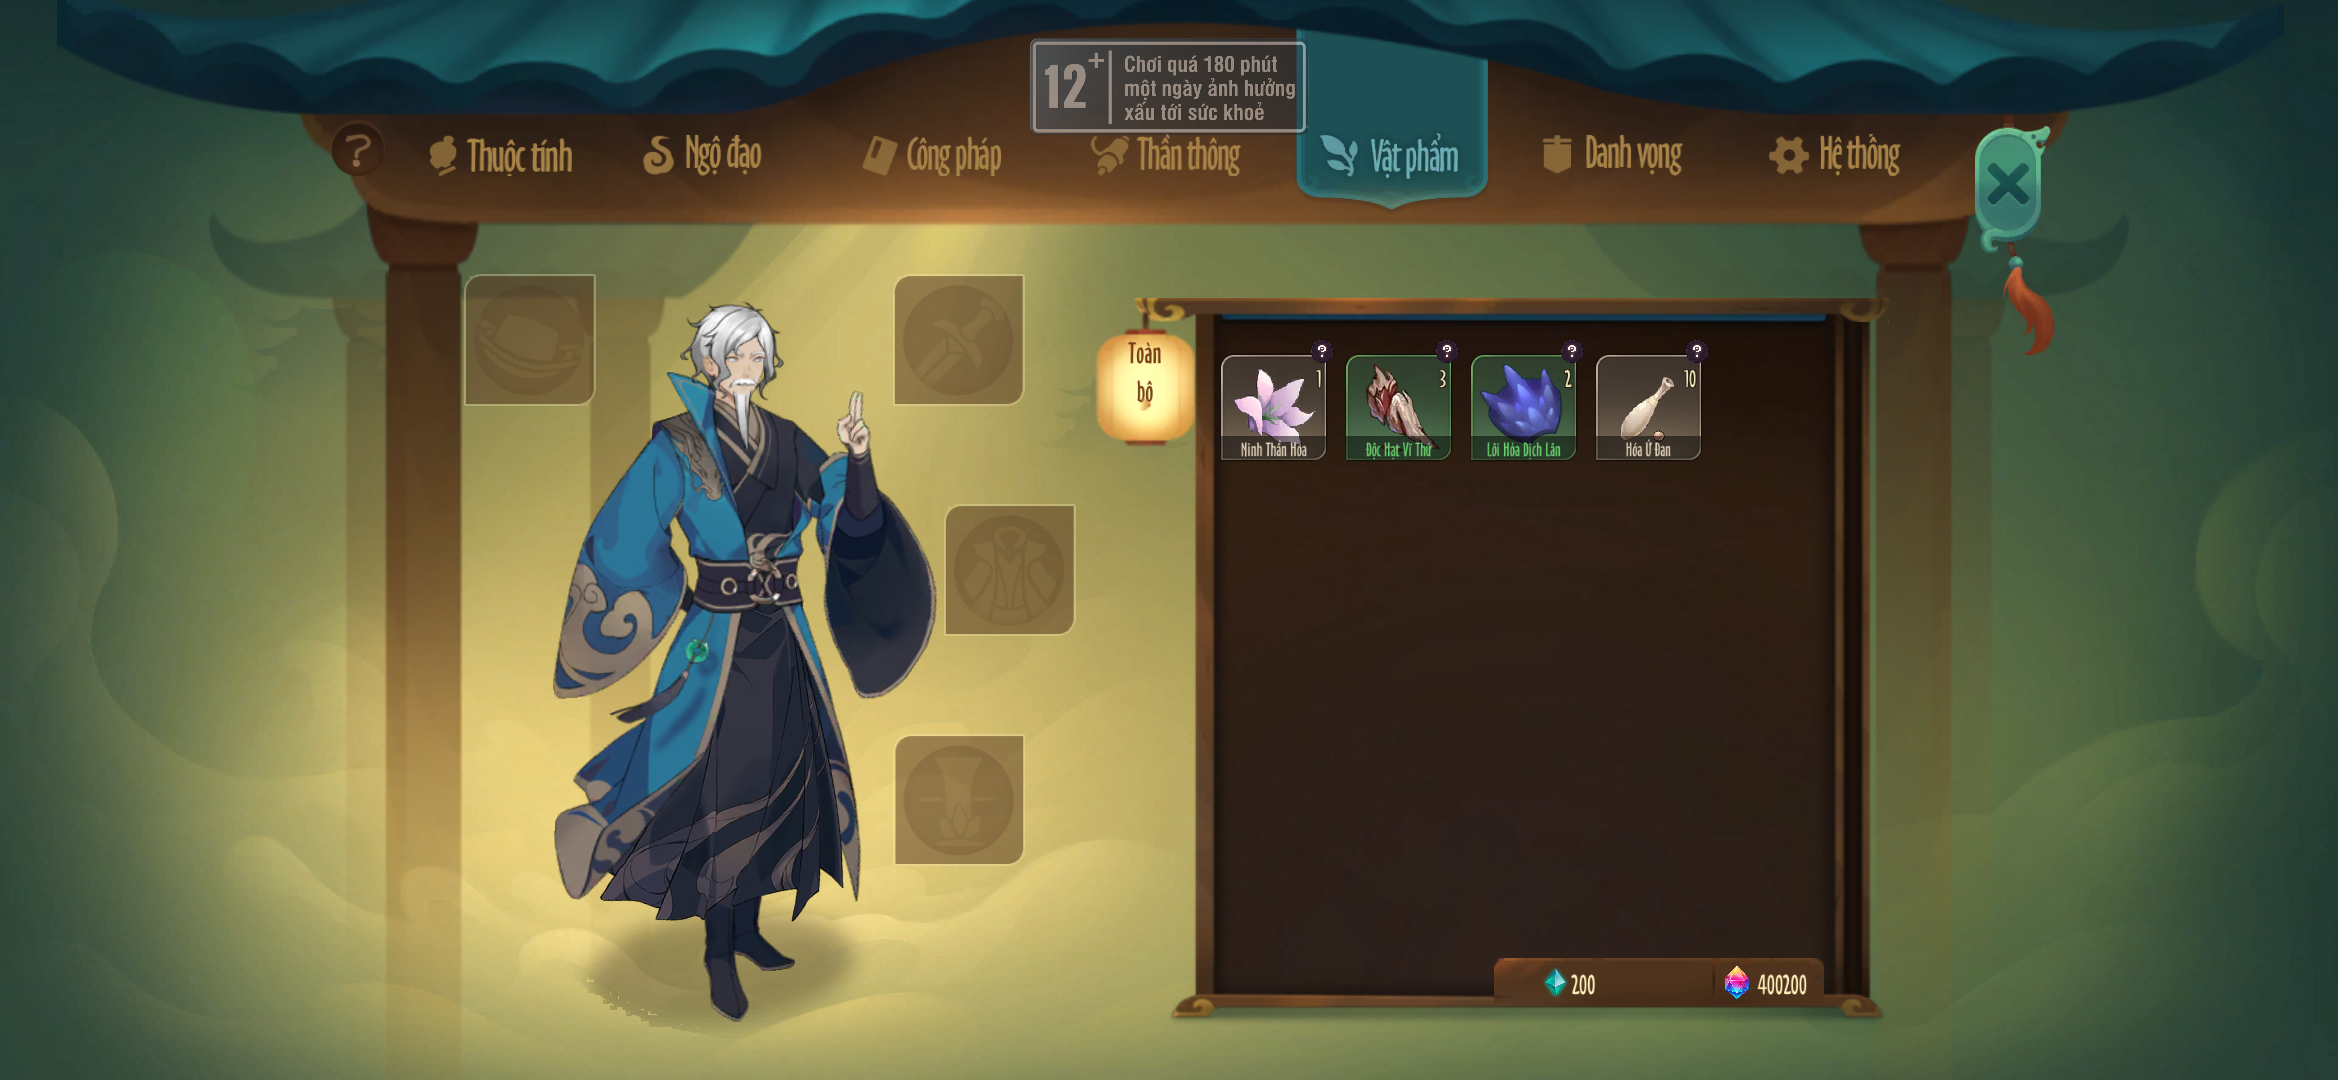 12+
Chơi quá 180 phút
một ngày ảnh hưởng
xấu tới sức khoẻ
?
Thuộc tính
Ngộ đạo
Công pháp
Thần thông
Vật phẩm
Danh vọng
Hệ thống
Toàn
bộ
? ? ? ?
1 3 2 10
Ninh Thần Hoa
Độc Hạt Vĩ Thứ
Lôi Hỏa Dịch Lân
Hóa Ứ Đan
200
400200